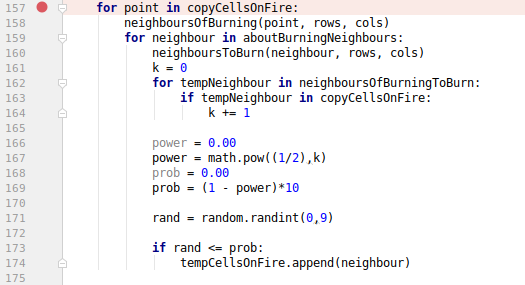 157 for point in copyCellsOnFire:
158 neighboursOfBurning(point, rows, cols)
159 for neighbour in aboutBurningNeighbours:
160 neighboursToBurn(neighbour, rows, cols)
161 k = 0
162 for tempNeighbour in neighboursOfBurningToBurn:
163 if tempNeighbour in copyCellsOnFire:
164 k += 1
165
166 power = 0.00
167 power = math.pow((1/2),k)
168 prob = 0.00
169 prob = (1 - power)*10
170
171 rand = random.randint(0,9)
172
173 if rand <= prob:
174 tempCellsOnFire.append(neighbour)
175